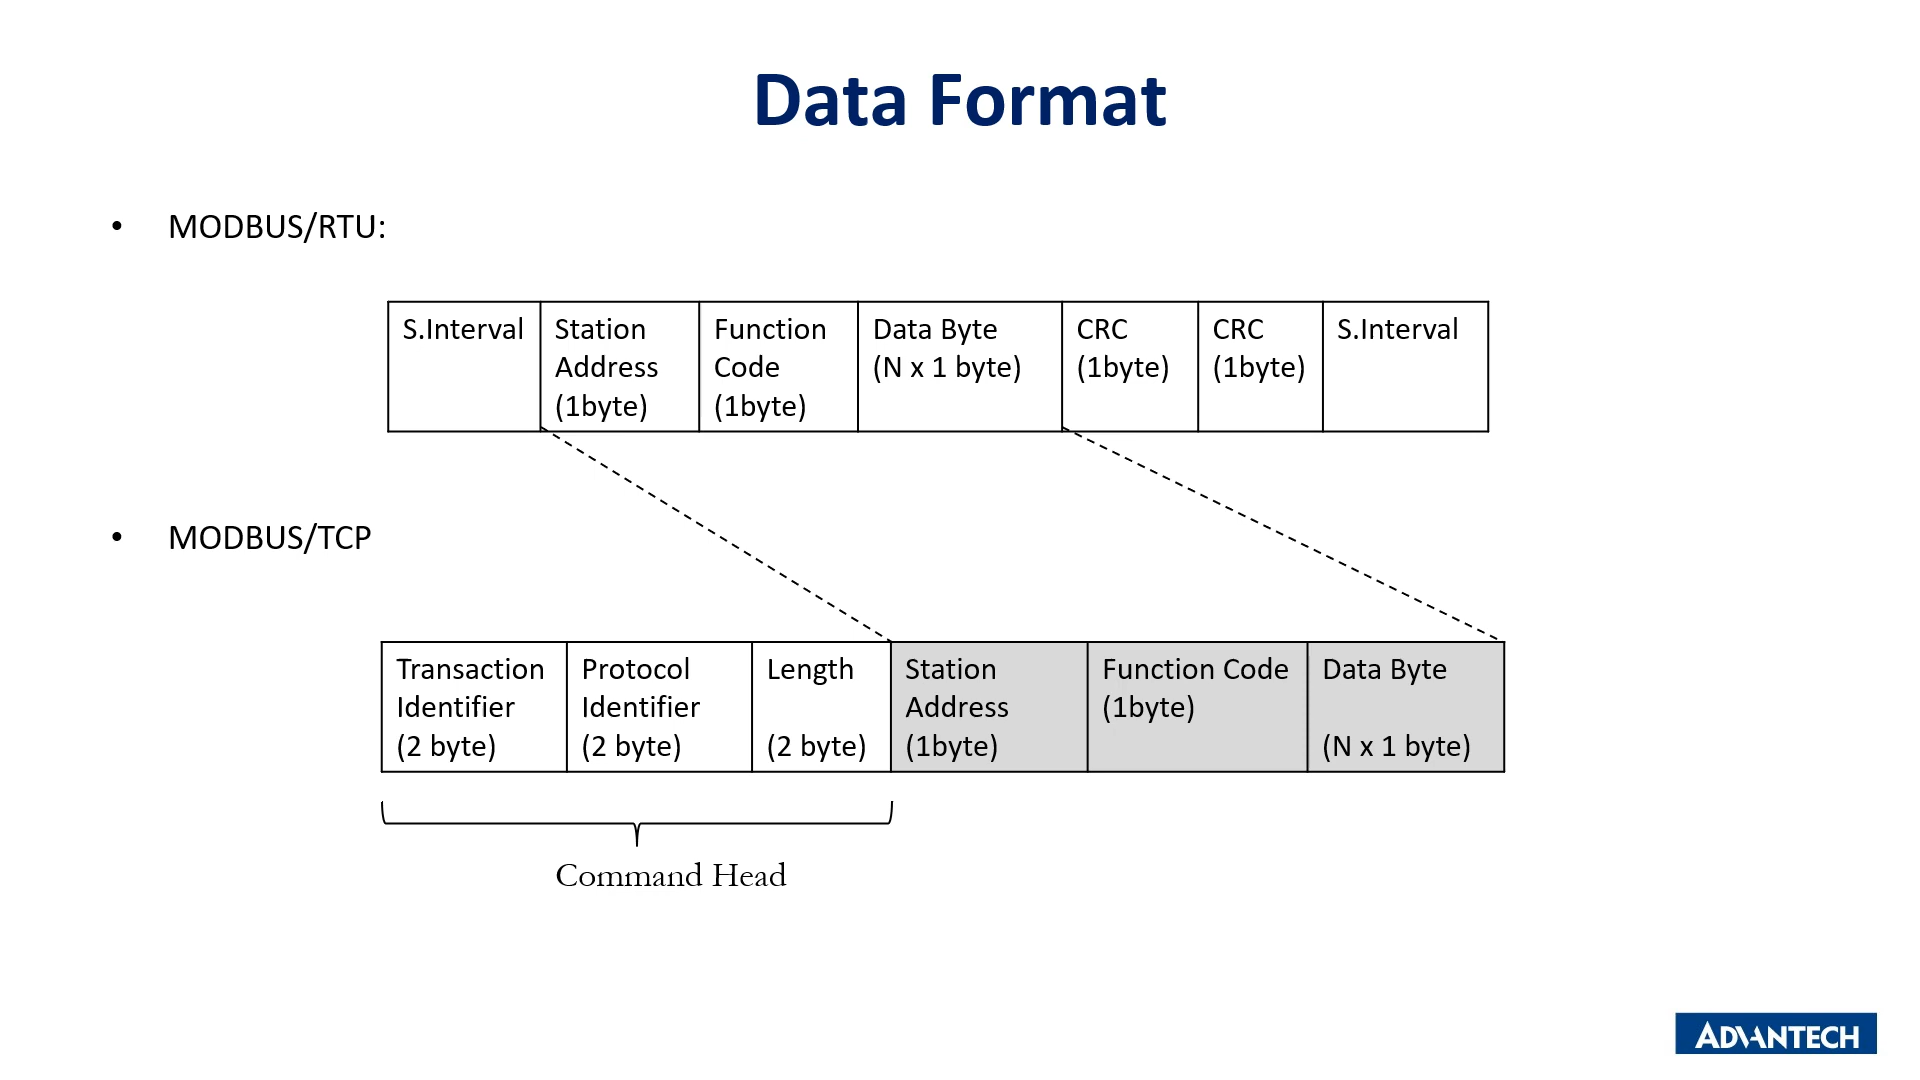 Data Format
• MODBUS/RTU:
S.Interval
Station
Address
(1byte)
Function
Code
(1byte)
Data Byte
(N x 1 byte)
CRC
(1byte)
CRC
(1byte)
S.Interval
• MODBUS/TCP
Transaction
Identifier
(2 byte)
Protocol
Identifier
(2 byte)
Length
(2 byte)
Station
Address
(1byte)
Function Code
(1byte)
Data Byte
(N x 1 byte)
Command Head
ADVANTECH